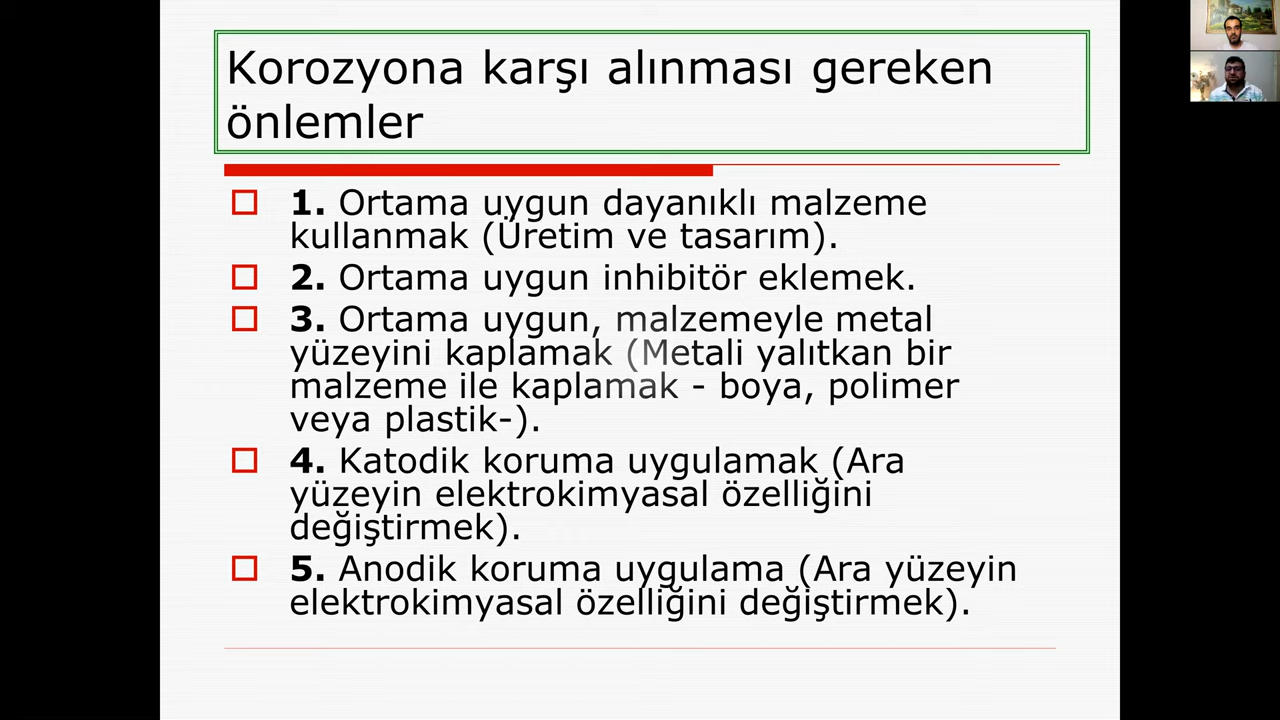 Korozyona karşı alınması gereken
önlemler
1. Ortama uygun dayanıklı malzeme
kullanmak (Üretim ve tasarım).
2. Ortama uygun inhibitör eklemek.
3. Ortama uygun, malzemeyle metal
yüzeyini kaplamak (Metali yalıtkan bir
malzeme ile kaplamak - boya, polimer
veya plastik-).
4. Katodik koruma uygulamak (Ara
yüzeyin elektrokimyasal özelliğini
değiştirmek).
5. Anodik koruma uygulama (Ara yüzeyin
elektrokimyasal özelliğini değiştirmek).